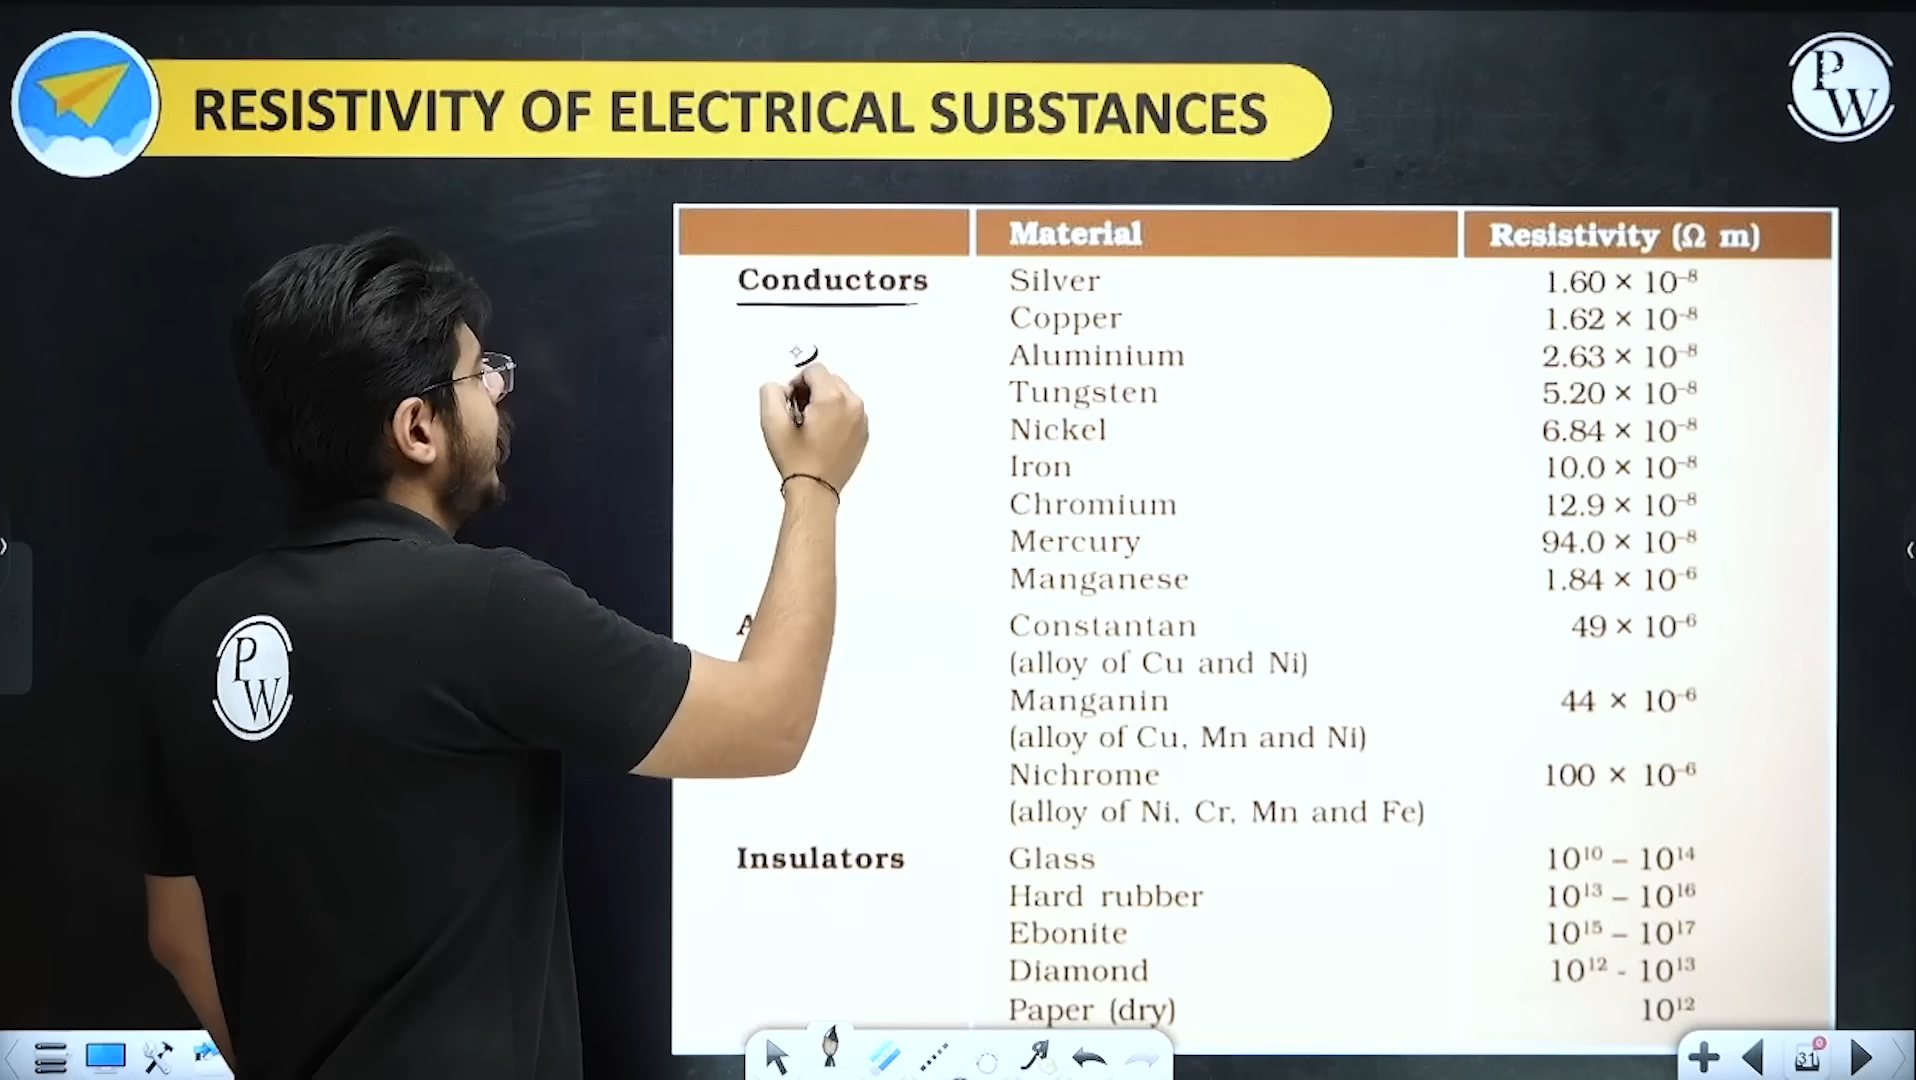 RESISTIVITY OF ELECTRICAL SUBSTANCES
PW
Material Resistivity (Ω m)
Conductors Silver 1.60 × 10⁻⁸
Copper 1.62 × 10⁻⁸
Aluminium 2.63 × 10⁻⁸
Tungsten 5.20 × 10⁻⁸
Nickel 6.84 × 10⁻⁸
Iron 10.0 × 10⁻⁸
Chromium 12.9 × 10⁻⁸
Mercury 94.0 × 10⁻⁸
Manganese 1.84 × 10⁻⁶
Constantan 49 × 10⁻⁶
(alloy of Cu and Ni)
Manganin 44 × 10⁻⁶
(alloy of Cu, Mn and Ni)
Nichrome 100 × 10⁻⁶
(alloy of Ni, Cr, Mn and Fe)
Insulators Glass 10¹⁰ – 10¹⁴
Hard rubber 10¹³ – 10¹⁶
Ebonite 10¹⁵ – 10¹⁷
Diamond 10¹² - 10¹³
Paper (dry) 10¹²
PW
31
0